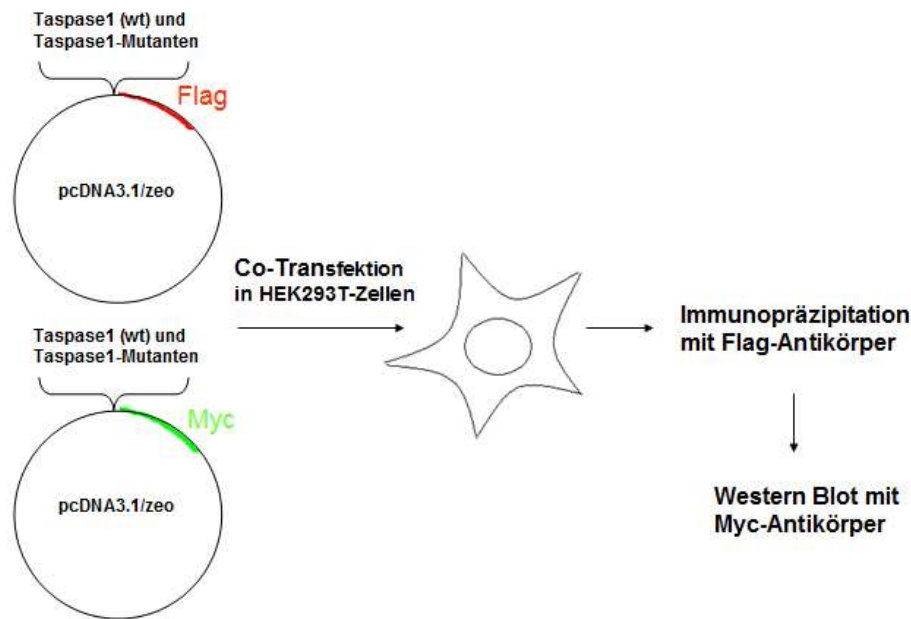 Taspase1 (wt) und
Taspase1-Mutanten
Flag
pcDNA3.1/zeo
Co-Transfektion
in HEK293T-Zellen
Immunopräzipitation
mit Flag-Antikörper
Taspase1 (wt) und
Taspase1-Mutanten
Myc
pcDNA3.1/zeo
Western Blot mit
Myc-Antikörper